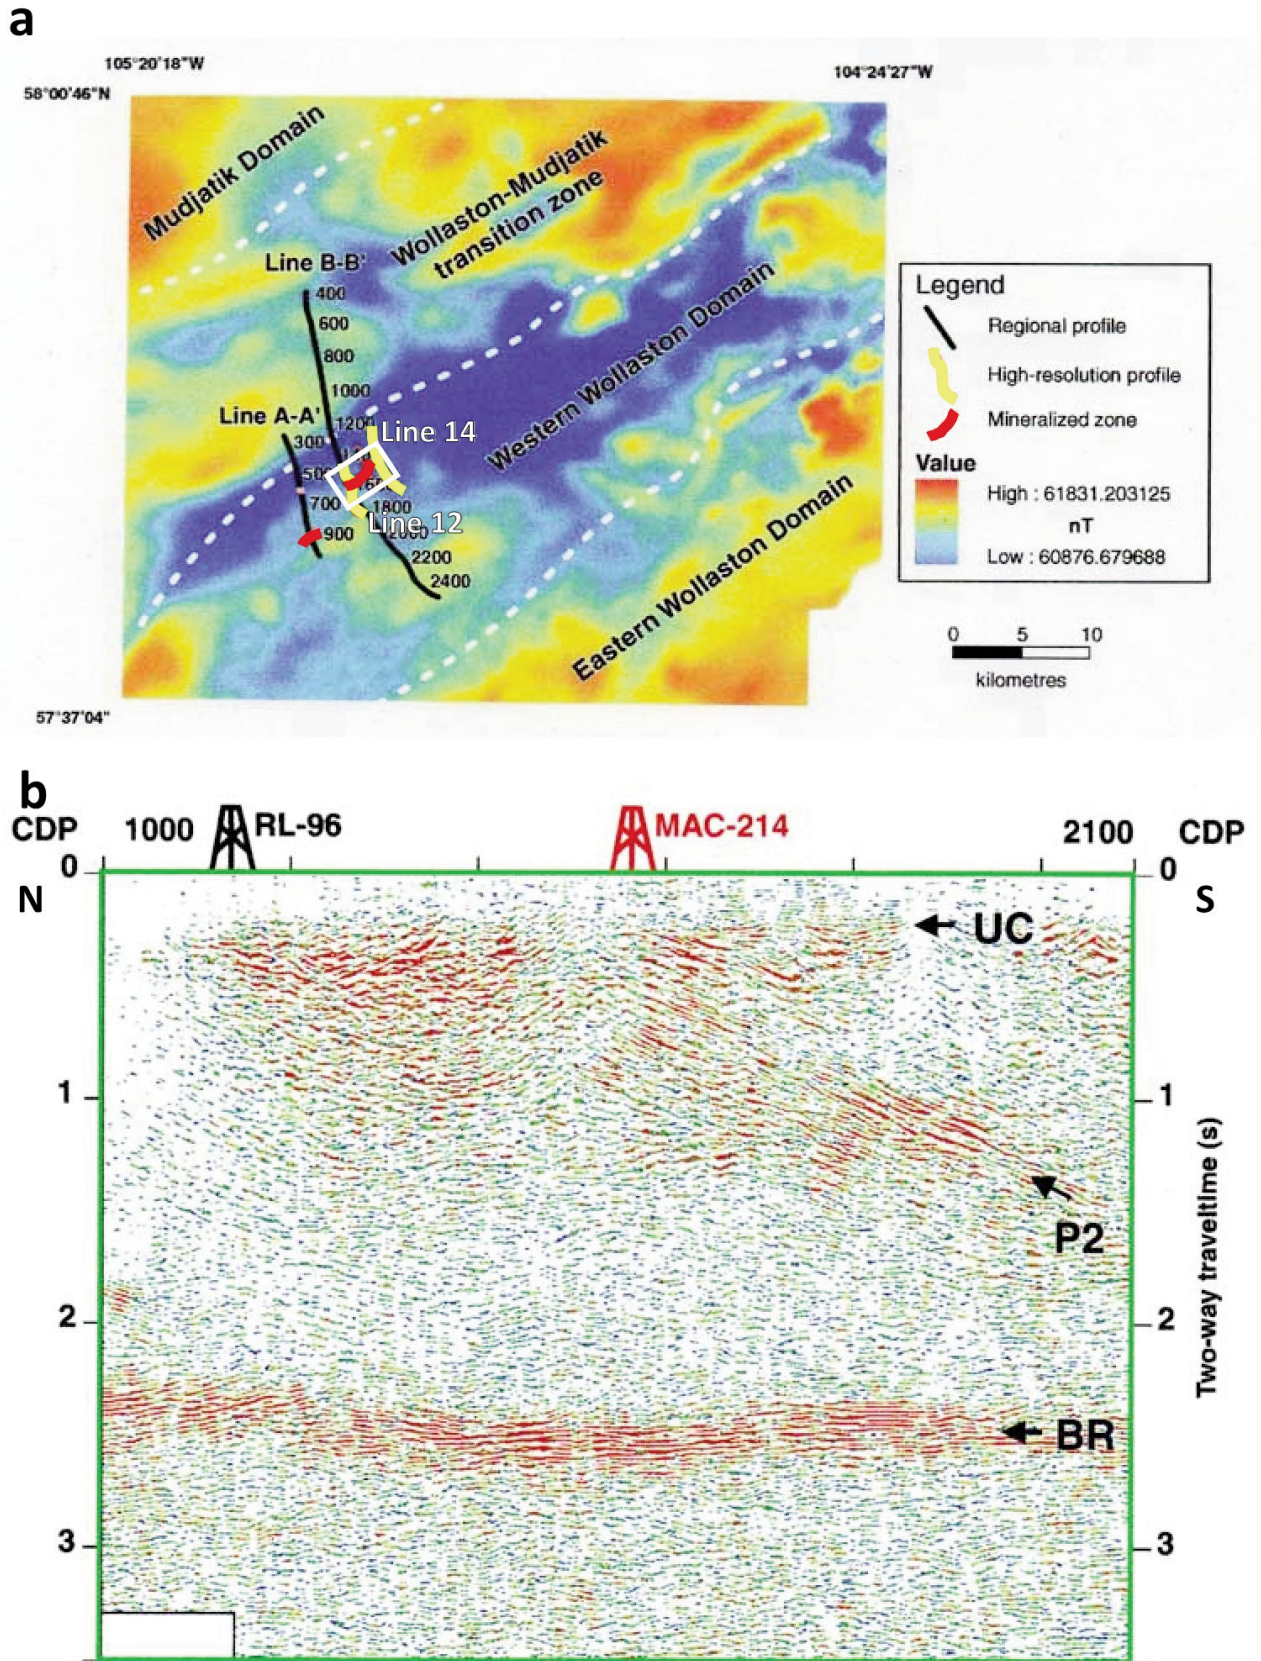 a
105°20'18"W
104°24'27"W
58°00'46"N
Mudjatik Domain
Wollaston-Mudjatik
transition zone
Line B-B'
400
600
800
1000
1200
Western Wollaston Domain
Line A-A'
300
500
700
900
Line 14
1800
Line 12
2000
2200
2400
Eastern Wollaston Domain
57°37'04"
Legend
Regional profile
High-resolution profile
Mineralized zone
Value
High : 61831.203125
nT
Low : 60876.679688
0 5 10
kilometres
b
CDP 1000 RL-96 MAC-214 2100 CDP
0 0
N S
UC
1 1
P2
2 2
Two-way traveltime (s)
BR
3 3